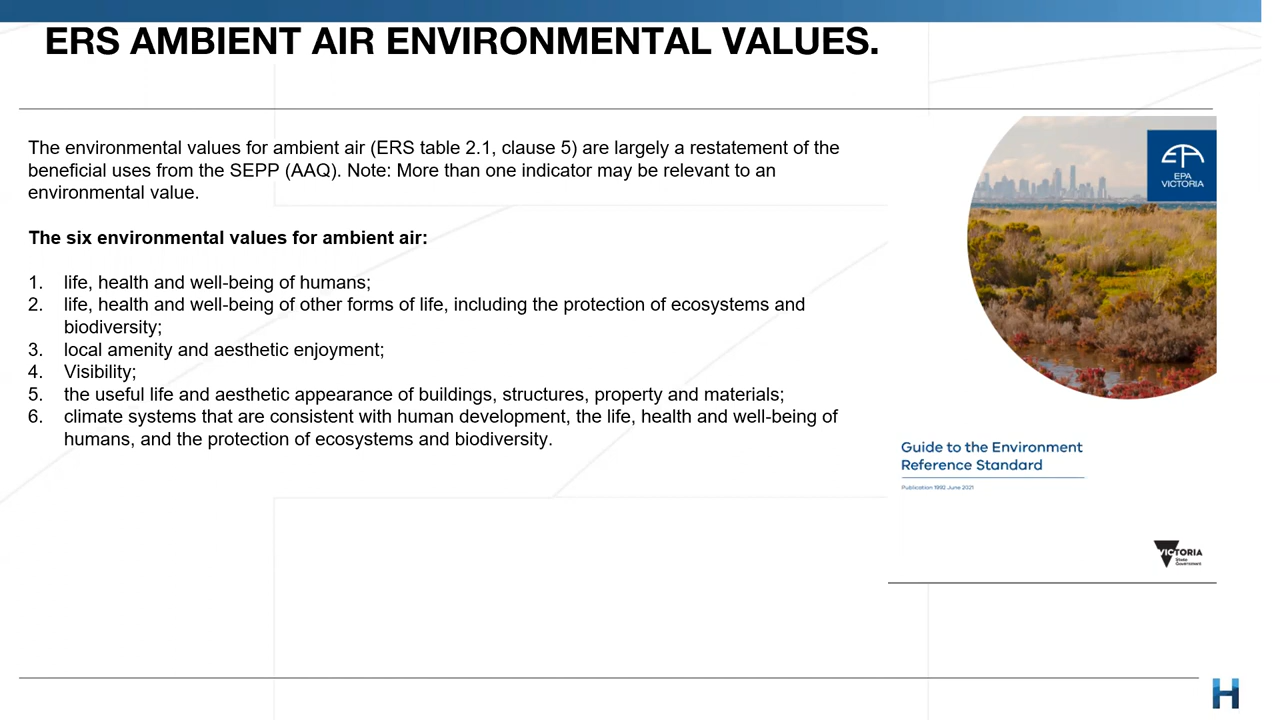 ERS AMBIENT AIR ENVIRONMENTAL VALUES.
The environmental values for ambient air (ERS table 2.1, clause 5) are largely a restatement of the
beneficial uses from the SEPP (AAQ). Note: More than one indicator may be relevant to an
environmental value.
The six environmental values for ambient air:
1. life, health and well-being of humans;
2. life, health and well-being of other forms of life, including the protection of ecosystems and
biodiversity;
3. local amenity and aesthetic enjoyment;
4. Visibility;
5. the useful life and aesthetic appearance of buildings, structures, property and materials;
6. climate systems that are consistent with human development, the life, health and well-being of
humans, and the protection of ecosystems and biodiversity.
EPA
VICTORIA
Guide to the Environment
Reference Standard
Publication 1992 June 2021
VICTORIA
State
Government
H